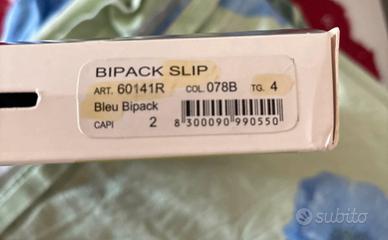 BIPACK SLIP
ART. 60141R COL. 078B TG. 4
Bleu Bipack
CAPI 2
8 300090 990550
subito